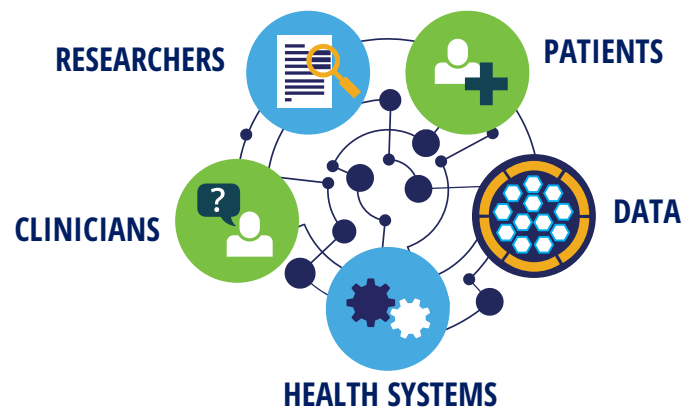 RESEARCHERS
PATIENTS
?
CLINICIANS
DATA
HEALTH SYSTEMS